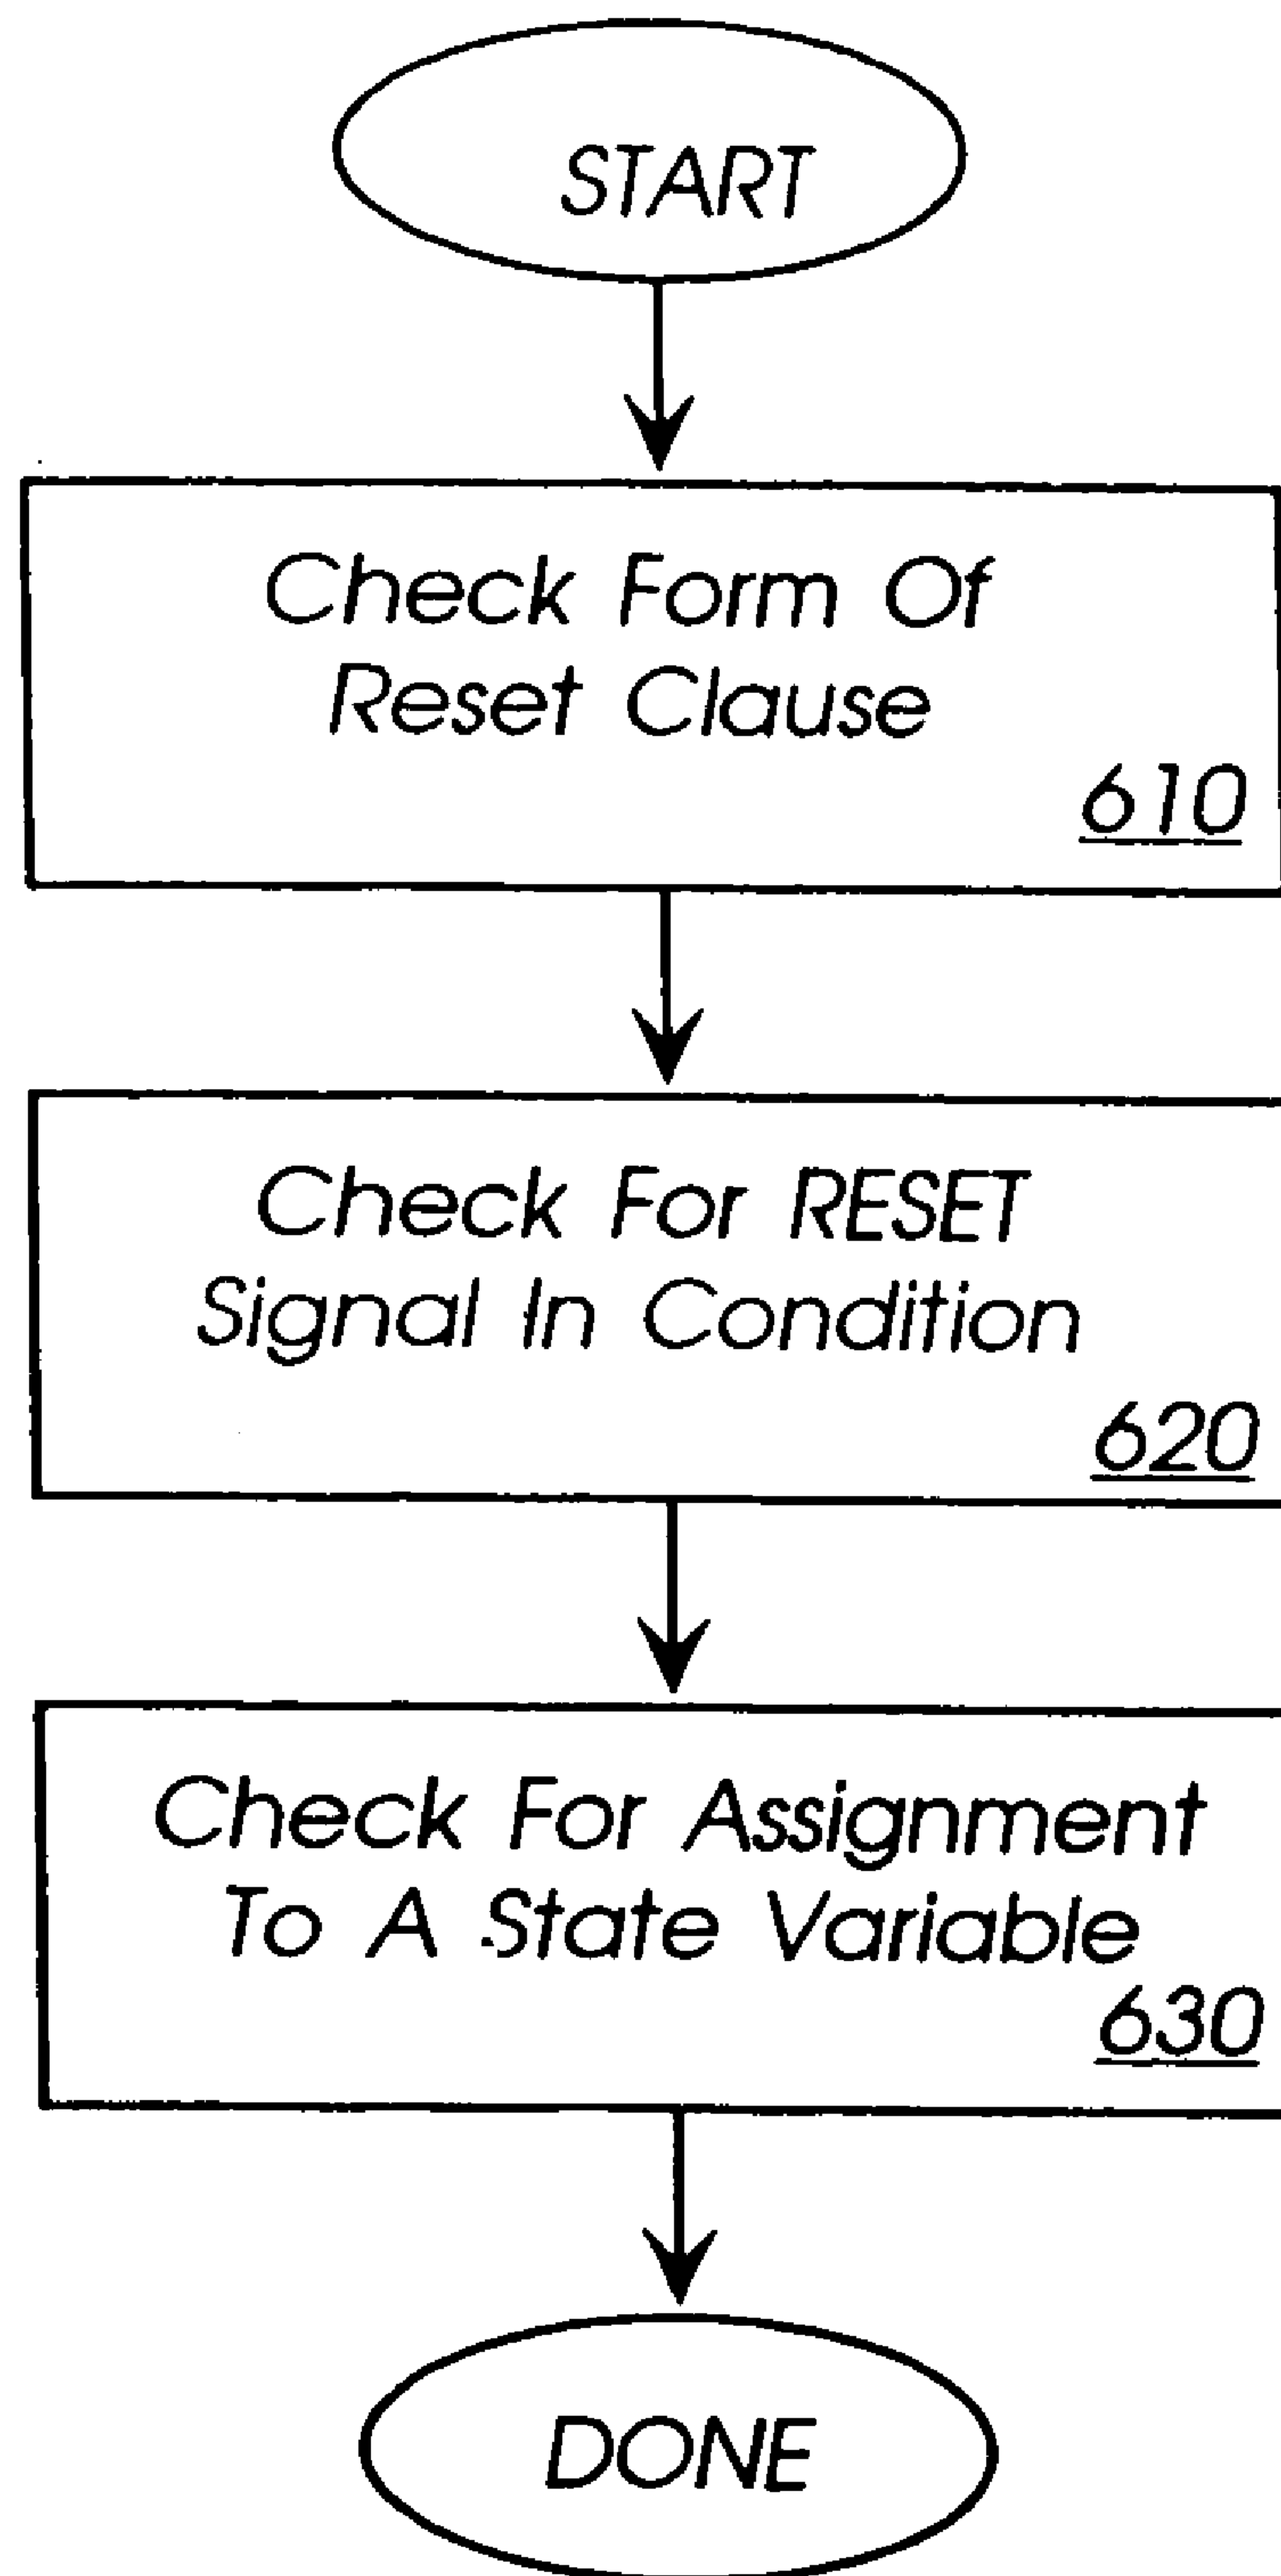 START
Check Form Of
Reset Clause
610
Check For RESET
Signal In Condition
620
Check For Assignment
To A State Variable
630
DONE